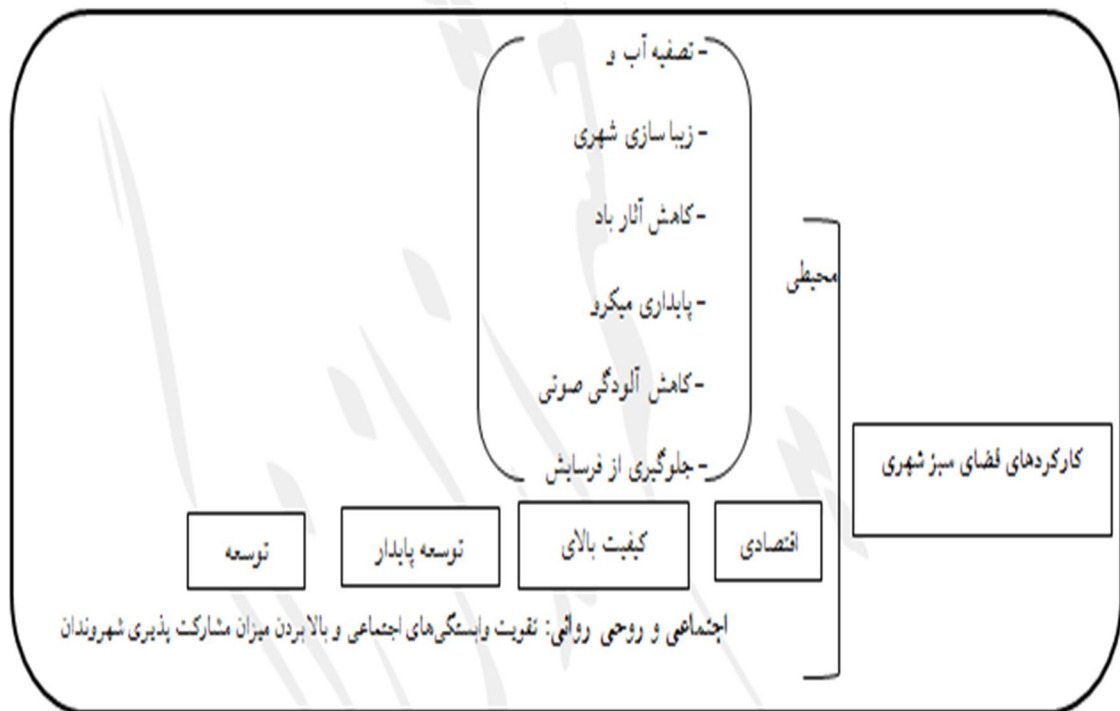 کارکردهای فضای سبز شهری
محیطی
- تصفیه آب و
- زیبا سازی شهری
- کاهش آثار باد
- پایداری میکرو
- کاهش آلودگی صوتی
- جلوگیری از فرسایش
اقتصادی
کیفیت بالای
توسعه پایدار
توسعه
اجتماعی و روحی روانی: تقویت وابستگی‌های اجتماعی و بالا بردن میزان مشارکت پذیری شهروندان